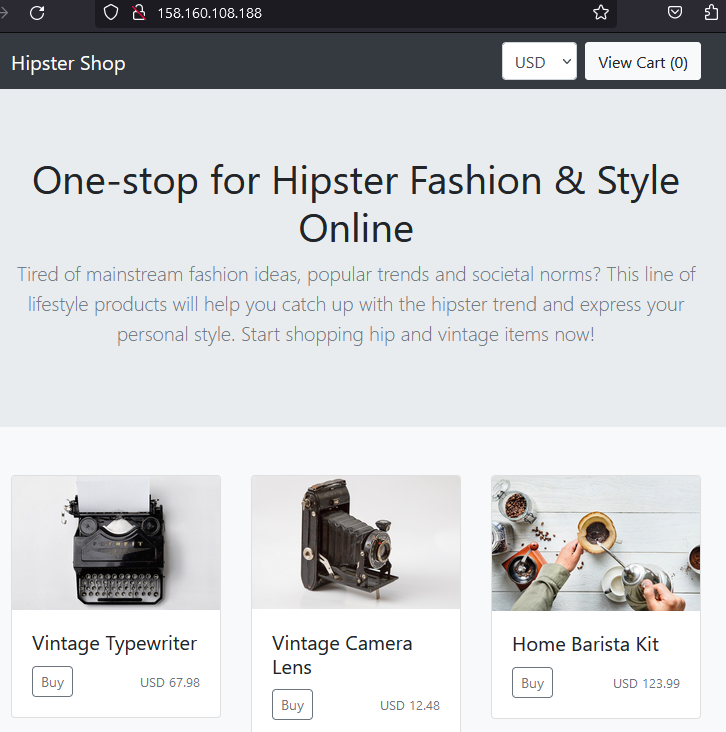 158.160.108.188
Hipster Shop
USD
View Cart (0)
One-stop for Hipster Fashion & Style
Online
Tired of mainstream fashion ideas, popular trends and societal norms? This line of
lifestyle products will help you catch up with the hipster trend and express your
personal style. Start shopping hip and vintage items now!
Vintage Typewriter
Buy
USD 67.98
Vintage Camera
Lens
Buy
USD 12.48
Home Barista Kit
Buy
USD 123.99